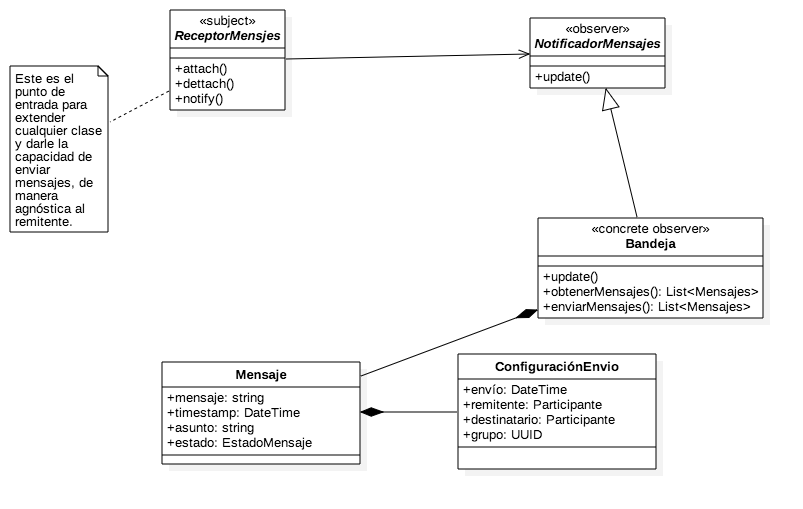 «subject»
ReceptorMensjes
+attach()
+dettach()
+notify()
«observer»
NotificadorMensajes
+update()
Este es el
punto de
entrada para
extender
cualquier clase
y darle la
capacidad de
enviar
mensajes, de
manera
agnóstica al
remitente.
«concrete observer»
Bandeja
+update()
+obtenerMensajes(): List<Mensajes>
+enviarMensajes(): List<Mensajes>
Mensaje
+mensaje: string
+timestamp: DateTime
+asunto: string
+estado: EstadoMensaje
ConfiguraciónEnvio
+envío: DateTime
+remitente: Participante
+destinatario: Participante
+grupo: UUID